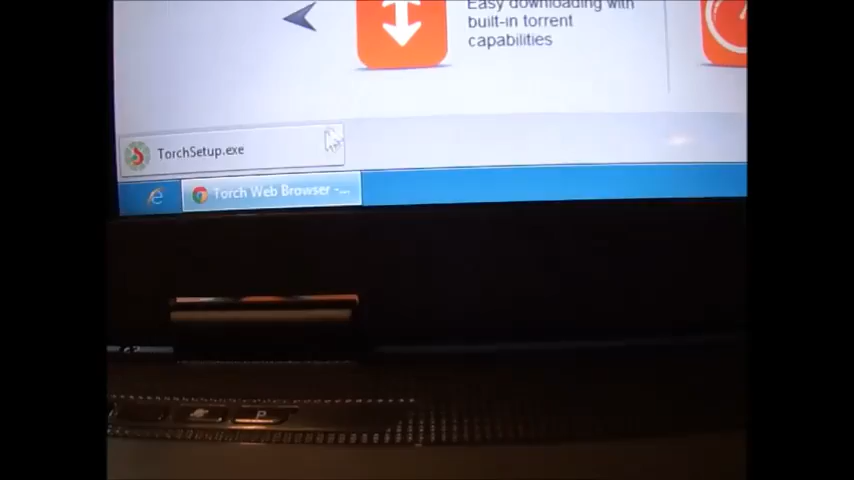 Easy downloading with
built-in torrent
capabilities
TorchSetup.exe
Torch Web Browser -...
P